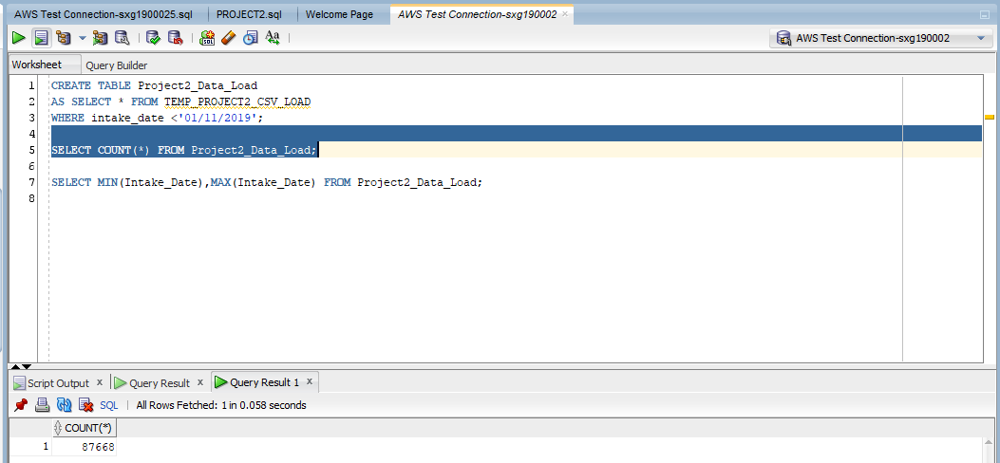 AWS Test Connection-sxg1900025.sql PROJECT2.sql Welcome Page AWS Test Connection-sxg190002 ×
SQL Aa AWS Test Connection-sxg190002
Worksheet Query Builder
1 CREATE TABLE Project2_Data_Load
2 AS SELECT * FROM TEMP_PROJECT2_CSV_LOAD
3 WHERE intake_date <'01/11/2019';
4
5 SELECT COUNT(*) FROM Project2_Data_Load;
6
7 SELECT MIN(Intake_Date),MAX(Intake_Date) FROM Project2_Data_Load;
8
Script Output x Query Result x Query Result 1 x
SQL All Rows Fetched: 1 in 0.058 seconds
COUNT(*)
1 87668